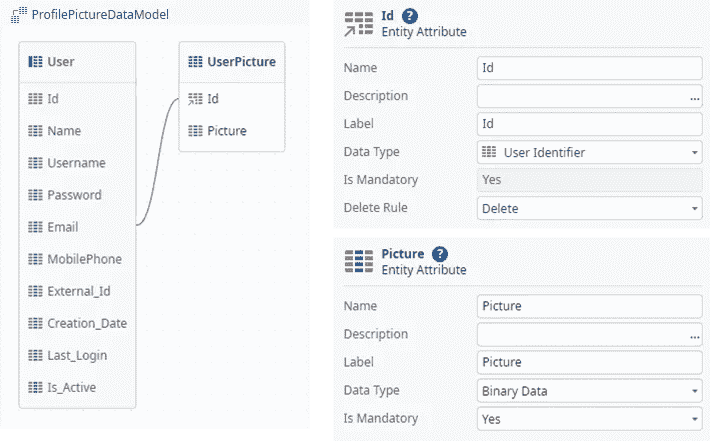 ProfilePictureDataModel
User
Id
Name
Username
Password
Email
MobilePhone
External_Id
Creation_Date
Last_Login
Is_Active
UserPicture
Id
Picture
Id ?
Entity Attribute
Name Id
Description ...
Label Id
Data Type User Identifier
Is Mandatory Yes
Delete Rule Delete
Picture ?
Entity Attribute
Name Picture
Description ...
Label Picture
Data Type Binary Data
Is Mandatory Yes